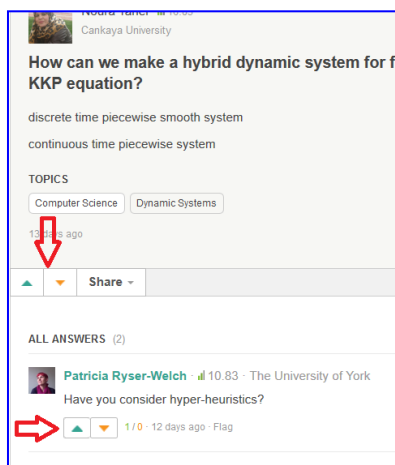 Cankaya University
How can we make a hybrid dynamic system for f
KKP equation?
discrete time piecewise smooth system
continuous time piecewise system
TOPICS
Computer Science Dynamic Systems
13 days ago
Share
ALL ANSWERS (2)
Patricia Ryser-Welch · 10.83 · The University of York
Have you consider hyper-heuristics?
1 / 0 · 12 days ago · Flag